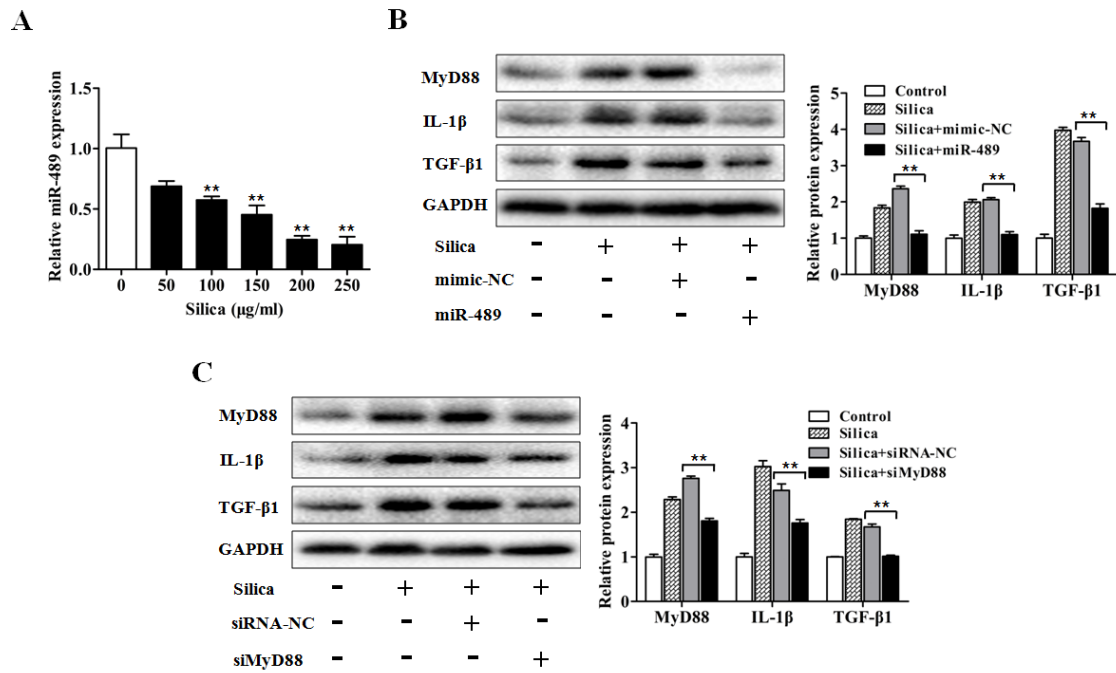 A
Relative miR-489 expression
1.5
1.0
0.5
0.0
** ** ** **
0 50 100 150 200 250
Silica (μg/ml)
B
MyD88
IL-1β
TGF-β1
GAPDH
Silica - + + +
mimic-NC - - + -
miR-489 - - - +
Relative protein expression
5
4
3
2
1
0
Control
Silica
Silica+mimic-NC
Silica+miR-489
** ** **
MyD88 IL-1β TGF-β1
C
MyD88
IL-1β
TGF-β1
GAPDH
Silica - + + +
siRNA-NC - - + -
siMyD88 - - - +
Relative protein expression
4
3
2
1
0
Control
Silica
Silica+siRNA-NC
Silica+siMyD88
** ** **
MyD88 IL-1β TGF-β1